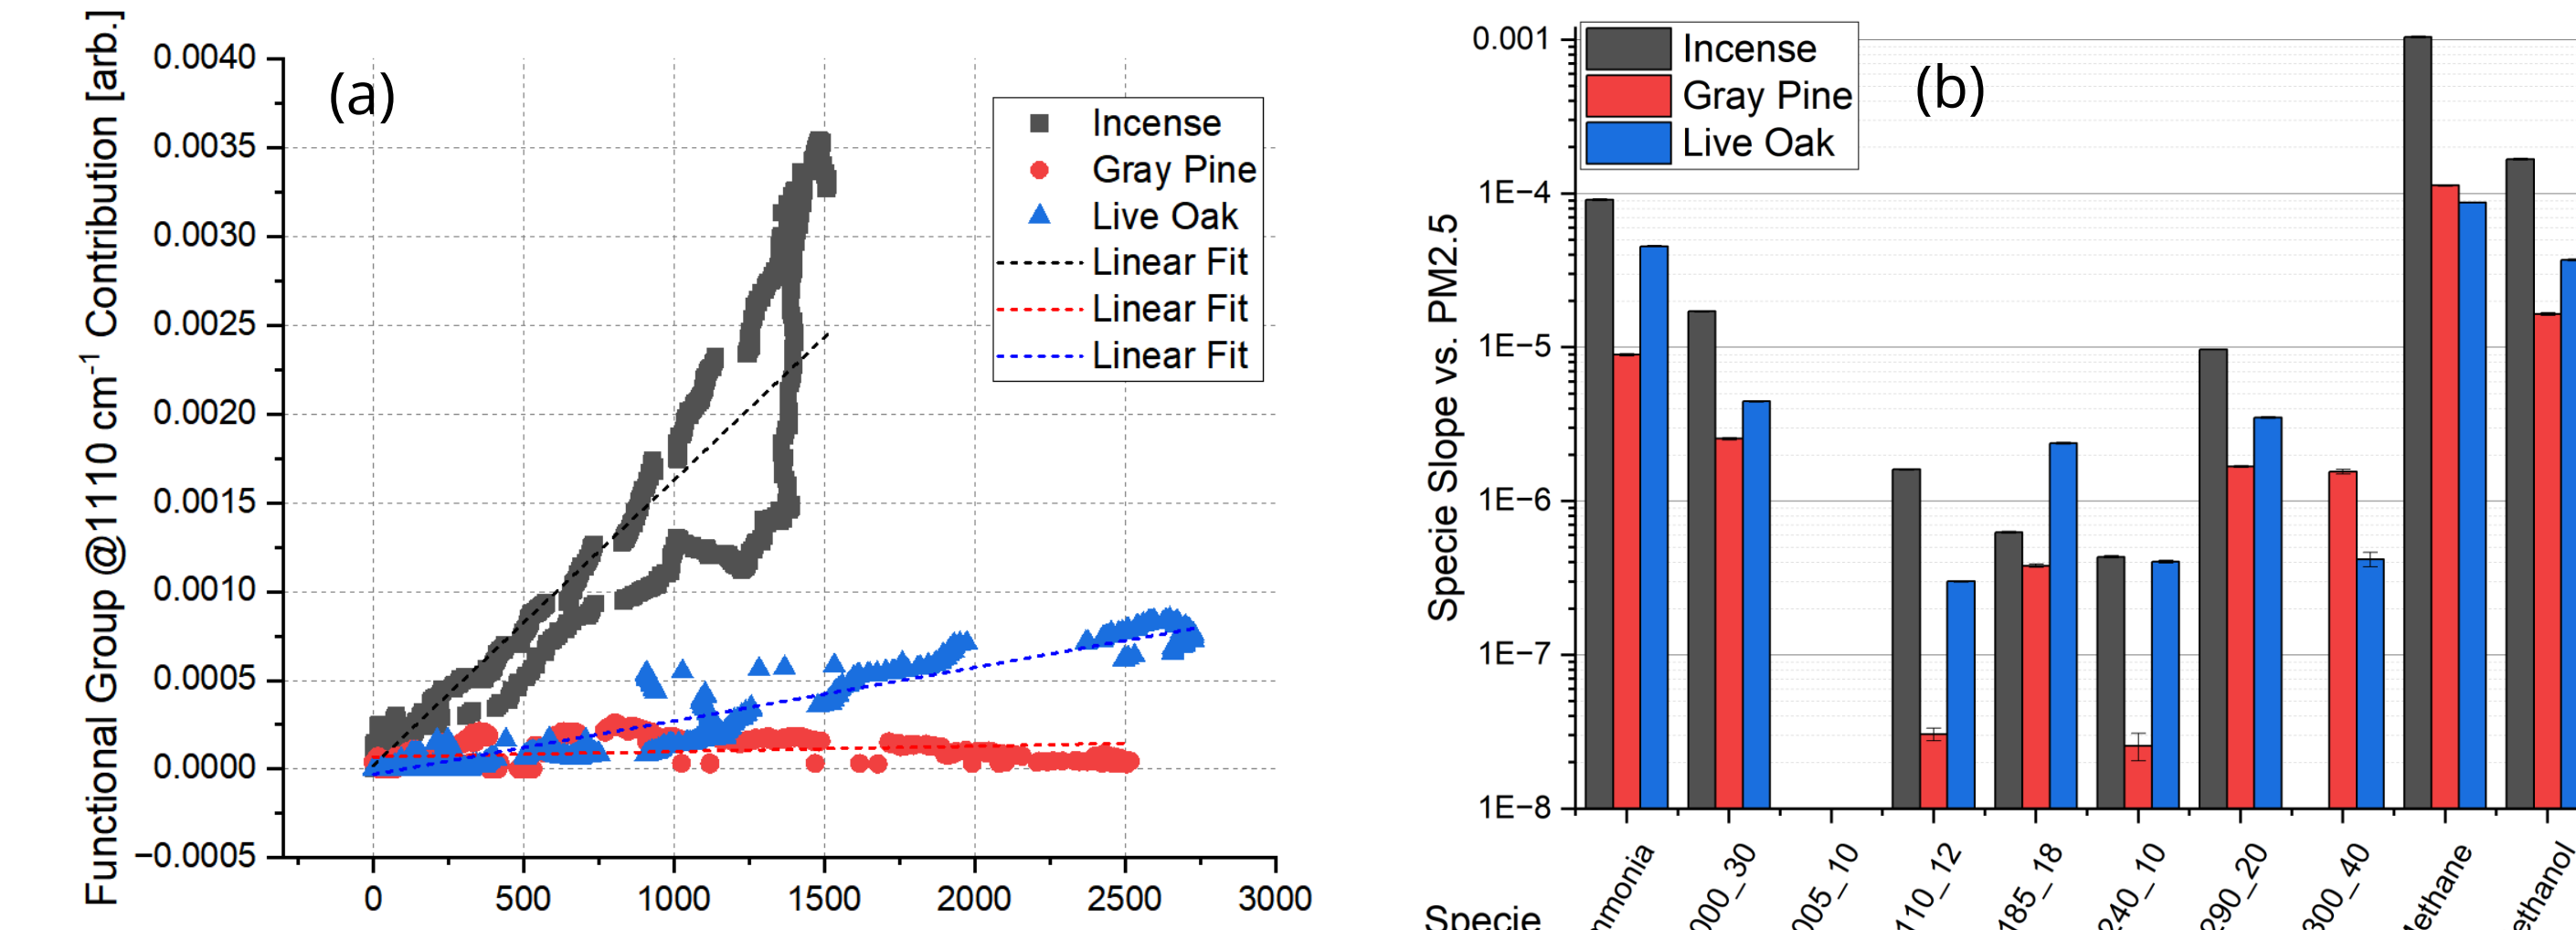 (a)
Functional Group @1110 cm⁻¹ Contribution [arb.]
0.0040
0.0035
0.0030
0.0025
0.0020
0.0015
0.0010
0.0005
0.0000
−0.0005
0
500
1000
1500
2000
2500
3000
Incense
Gray Pine
Live Oak
Linear Fit
Linear Fit
Linear Fit
(b)
Incense
Gray Pine
Live Oak
Specie Slope vs. PM2.5
0.001
1E−4
1E−5
1E−6
1E−7
1E−8
Specie
mmonia
000_30
005_10
110_12
185_18
240_10
290_20
300_40
ethane
ethanol